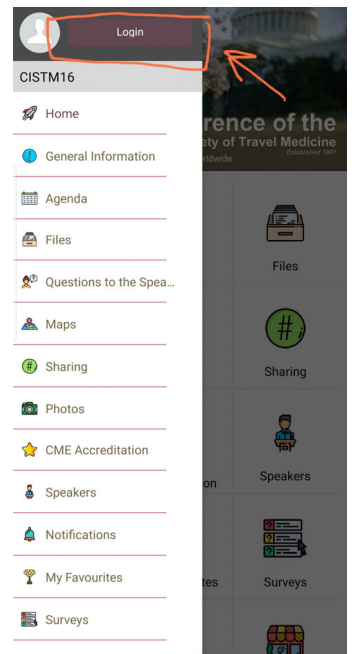 Login
CISTM16
Home
General Information
Agenda
Files
Questions to the Spea...
Maps
Sharing
Photos
CME Accreditation
Speakers
Notifications
My Favourites
Surveys
rence of the
ety of Travel Medicine
Established 1991
rldwide
Files
#
Sharing
on
Speakers
tes
Surveys